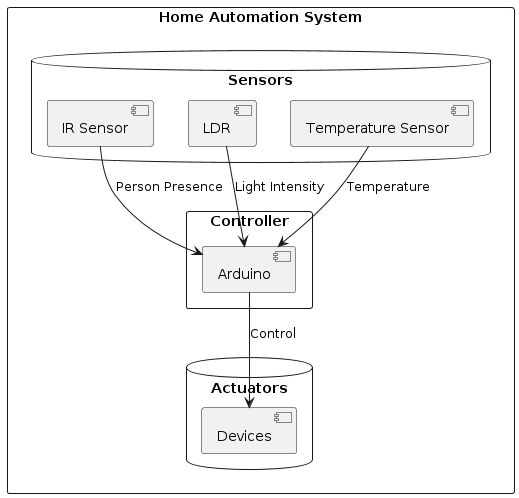 Home Automation System
Sensors
IR Sensor
LDR
Temperature Sensor
Person Presence
Light Intensity
Temperature
Controller
Arduino
Control
Actuators
Devices